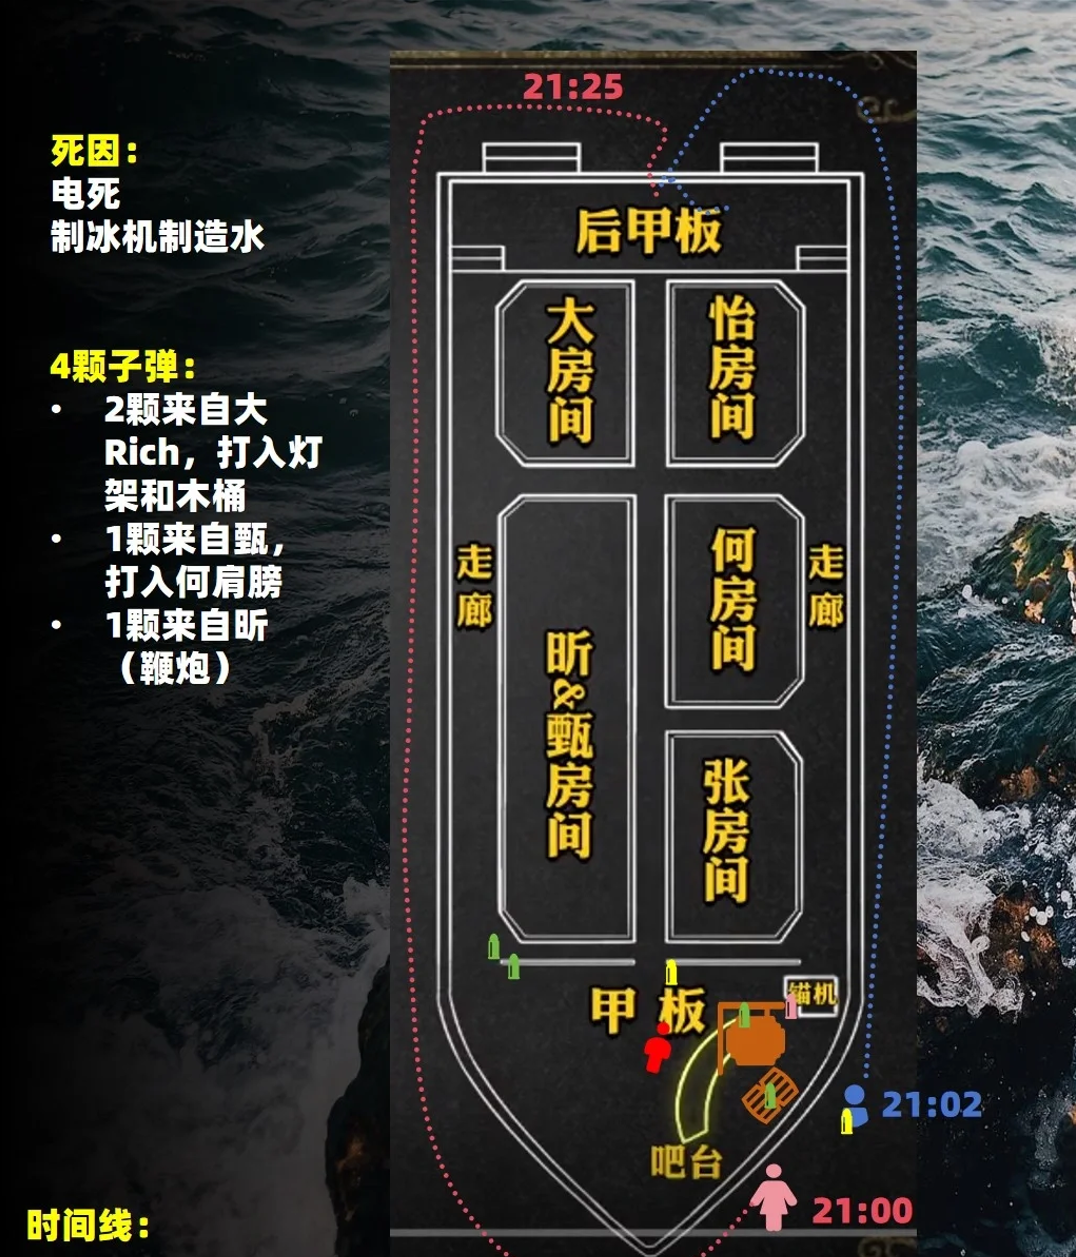 死因：
电死
制冰机制造水
4颗子弹：
• 2颗来自大
Rich，打入灯
架和木桶
• 1颗来自甄，
打入何肩膀
• 1颗来自昕
（鞭炮）
时间线：
21:25
后甲板
大房间
怡房间
走廊
何房间
走廊
昕&甄房间
张房间
甲板
锚机
21:02
吧台
21:00